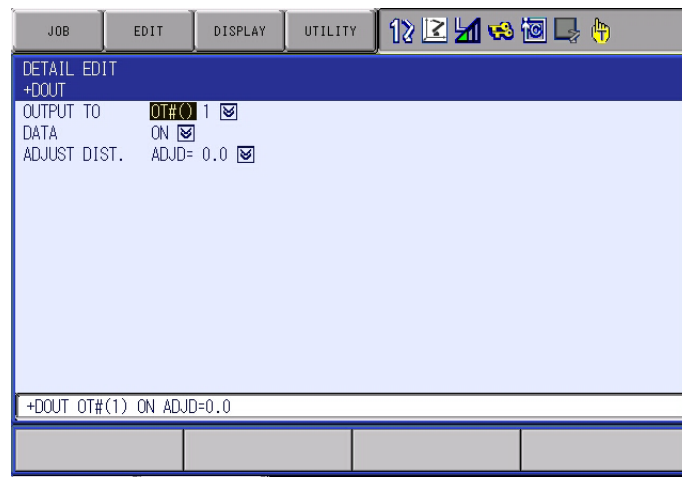 JOB EDIT DISPLAY UTILITY
DETAIL EDIT
+DOUT
OUTPUT TO OT#() 1
DATA ON
ADJUST DIST. ADJD= 0.0
+DOUT OT#(1) ON ADJD=0.0